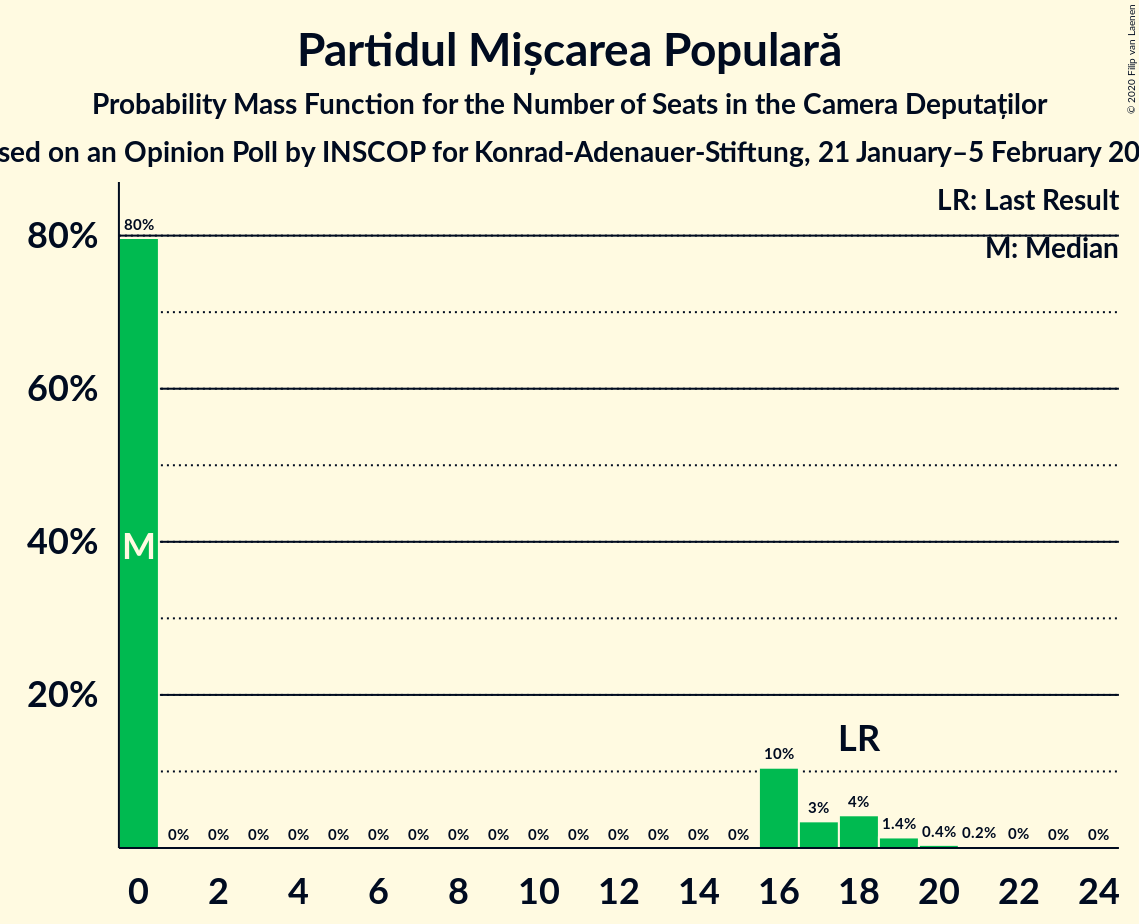 Partidul Mișcarea Populară
Probability Mass Function for the Number of Seats in the Camera Deputaților
on an Opinion Poll by INSCOP for Konrad-Adenauer-Stiftung, 21 January–5 February
© 2020 Filip van Laenen
LR: Last Result
M: Median
80%
60%
40%
20%
80% 0% 0% 0% 0% 0% 0% 0% 0% 0% 0% 0% 0% 0% 0% 0% 10% 3% 4% 1.4% 0.4% 0.2% 0% 0% 0%
M
LR
0 2 4 6 8 10 12 14 16 18 20 22 24